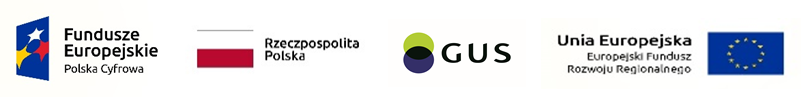 Fundusze
Europejskie
Polska Cyfrowa
Rzeczpospolita
Polska
GUS
Unia Europejska
Europejski Fundusz
Rozwoju Regionalnego